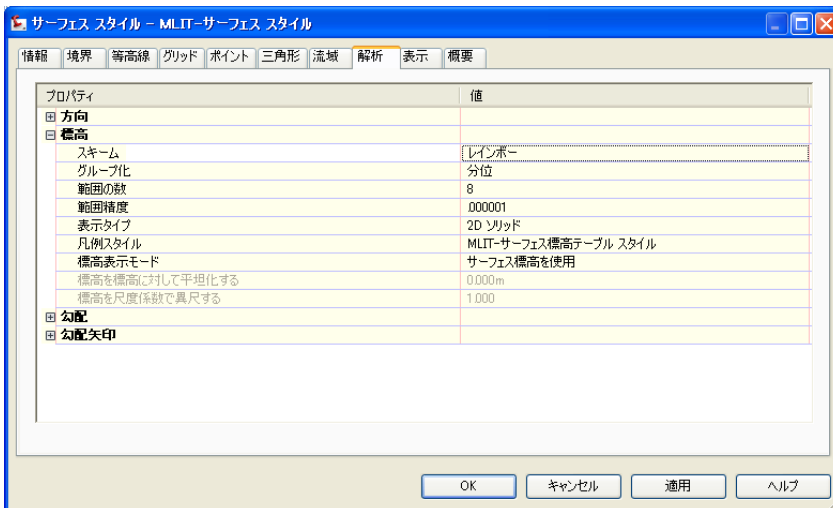 サーフェス スタイル - MLIT-サーフェス スタイル
情報 境界 等高線 グリッド ポイント 三角形 流域 解析 表示 概要
プロパティ 値
方向
標高
スキーム レインボー
グループ化 分位
範囲の数 8
範囲精度 .000001
表示タイプ 2D ソリッド
凡例スタイル MLIT-サーフェス標高テーブル スタイル
標高表示モード サーフェス標高を使用
標高を標高に対して平坦化する 0.000m
標高を尺度係数で異尺する 1.000
勾配
勾配矢印
OK キャンセル 適用 ヘルプ